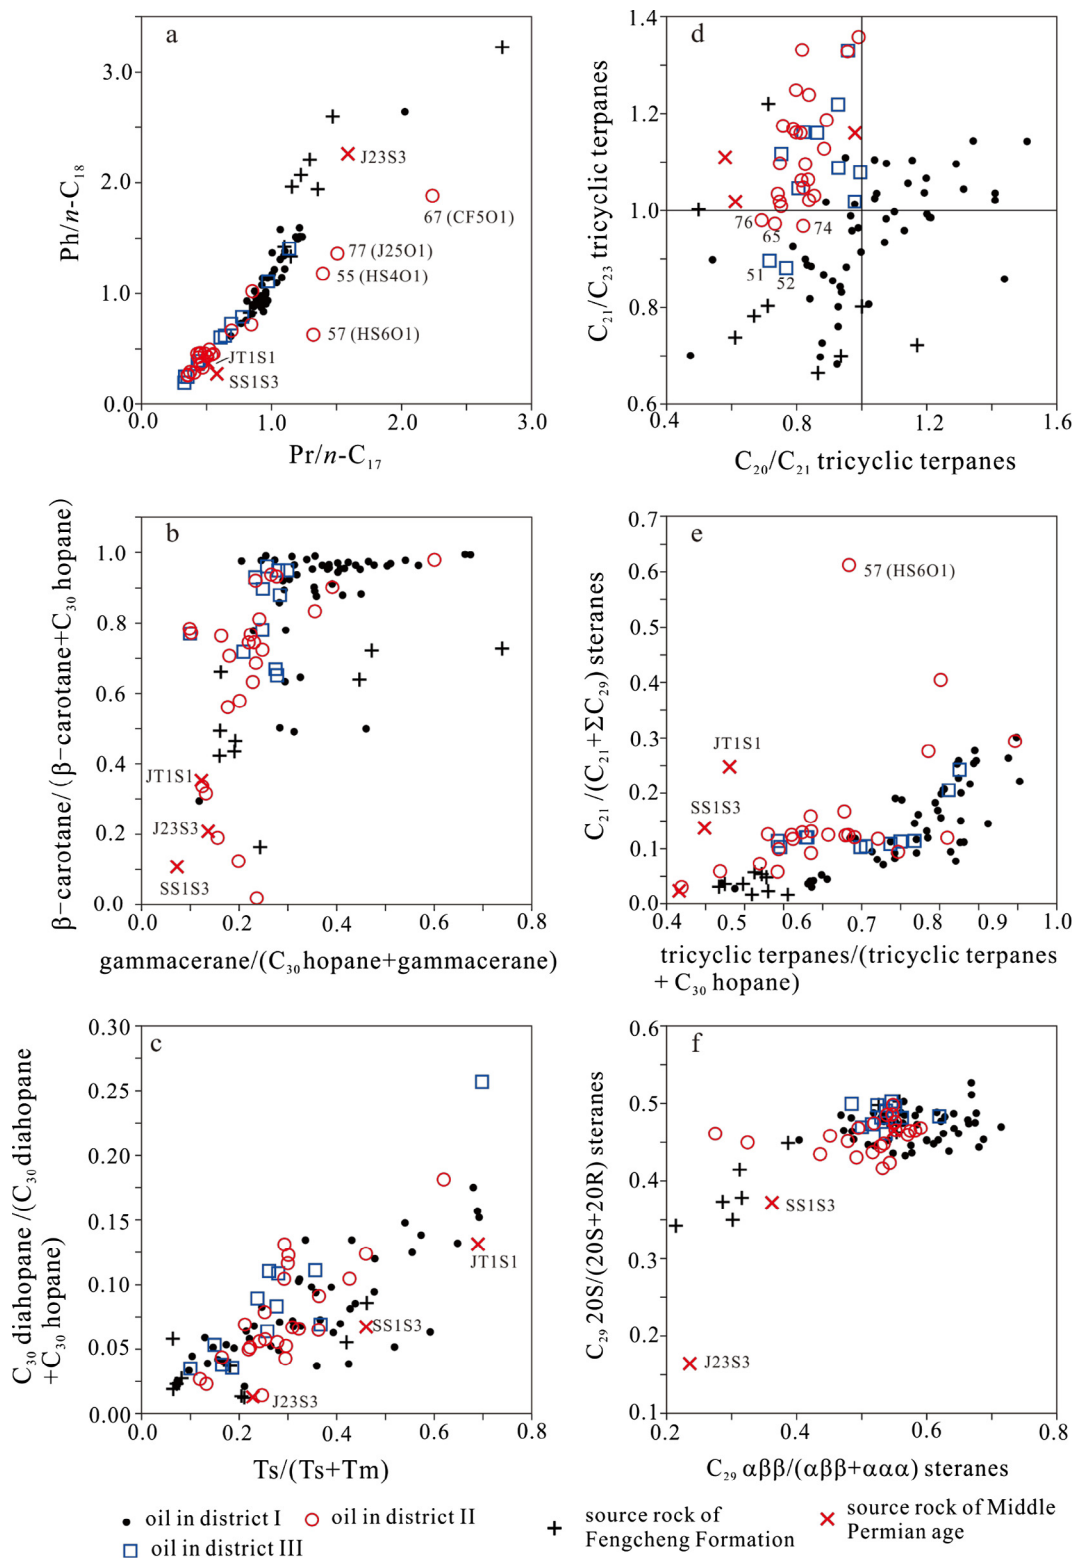 a
Ph/n-C18
3.0
2.0
1.0
0.0
J23S3
67 (CF5O1)
77 (J25O1)
55 (HS4O1)
57 (HS6O1)
JT1S1
SS1S3
0.0 1.0 2.0 3.0
Pr/n-C17
d
C21/C23 tricyclic terpanes
1.4
1.2
1.0
0.8
0.6
76
65
74
51
52
0.4 0.8 1.2 1.6
C20/C21 tricyclic terpanes
b
β−carotane/(β−carotane+C30 hopane)
1.0
0.8
0.6
0.4
0.2
0.0
JT1S1
J23S3
SS1S3
0.0 0.2 0.4 0.6 0.8
gammacerane/(C30 hopane+gammacerane)
e
C21 /(C21+ΣC29) steranes
0.7
0.6
0.5
0.4
0.3
0.2
0.1
0.0
57 (HS6O1)
JT1S1
SS1S3
0.4 0.5 0.6 0.7 0.8 0.9 1.0
tricyclic terpanes/(tricyclic terpanes
+ C30 hopane)
c
C30 diahopane /(C30 diahopane
+C30 hopane)
0.30
0.25
0.20
0.15
0.10
0.05
0.00
JT1S1
SS1S3
J23S3
0.0 0.2 0.4 0.6 0.8
Ts/(Ts+Tm)
f
C29 20S/(20S+20R) steranes
0.6
0.5
0.4
0.3
0.2
0.1
SS1S3
J23S3
0.2 0.4 0.6 0.8
C29 αββ/(αββ+ααα) steranes
oil in district I
oil in district II
oil in district III
source rock of
Fengcheng Formation
source rock of Middle
Permian age